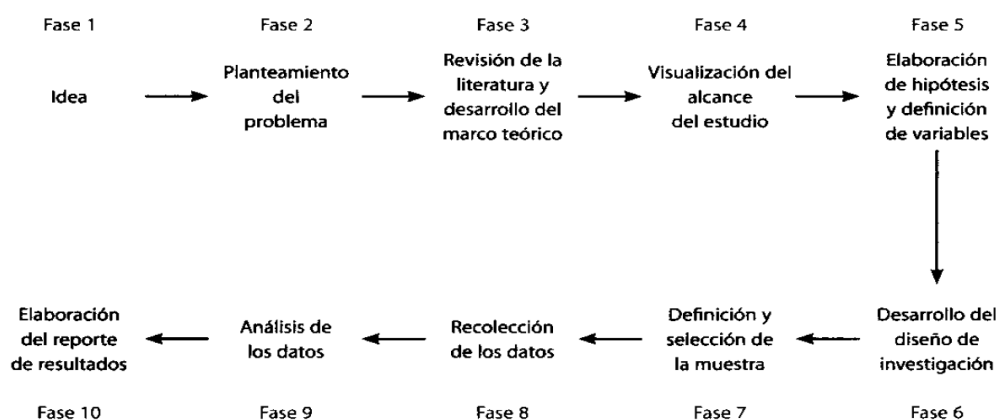 Fase 1
Fase 2
Fase 3
Fase 4
Fase 5
Idea
Planteamiento
del
problema
Revisión de la
literatura y
desarrollo del
marco teórico
Visualización del
alcance
del estudio
Elaboración
de hipótesis
y definición
de variables
Desarrollo del
diseño de
investigación
Definición y
selección de
la muestra
Recolección
de los datos
Análisis de
los datos
Elaboración
del reporte
de resultados
Fase 10
Fase 9
Fase 8
Fase 7
Fase 6